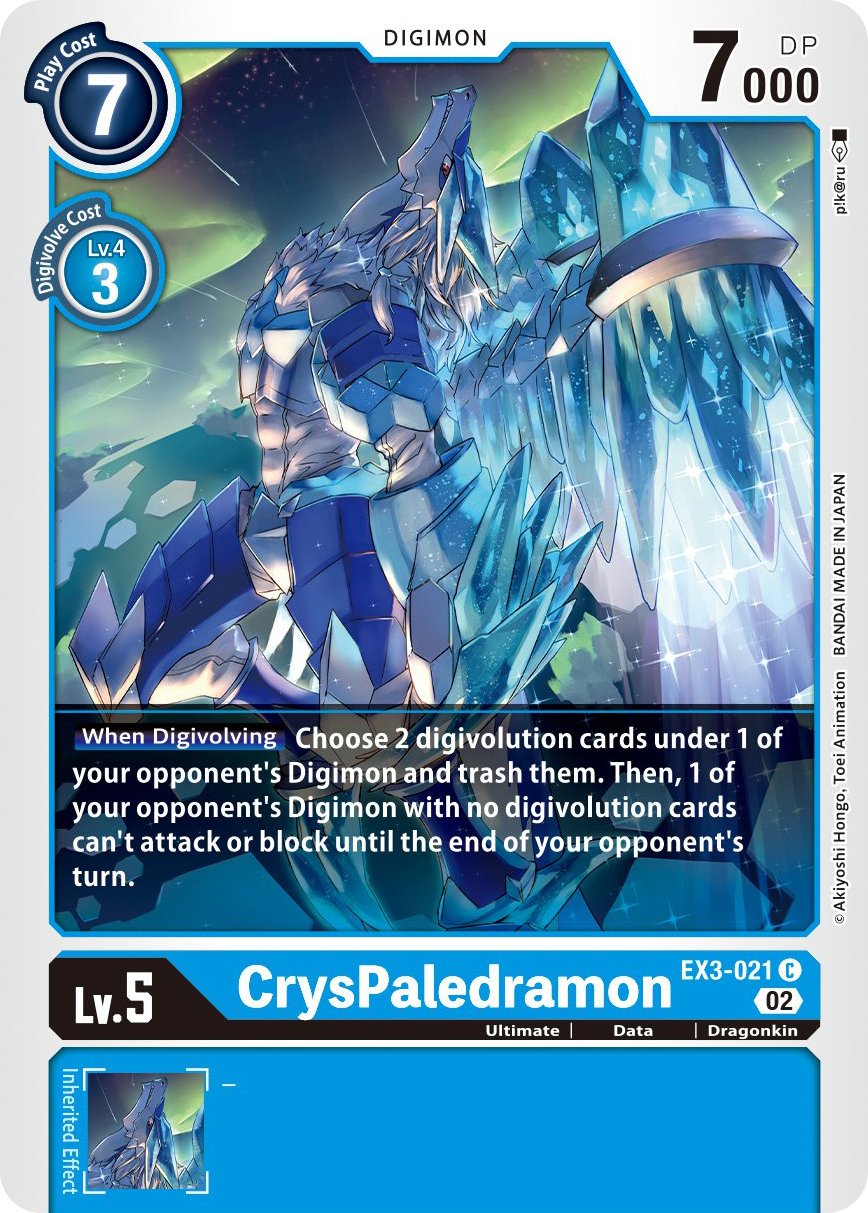 DIGIMON
Play Cost
7
DP
7000
Digivolve Cost
Lv.4
3
p!k@ru
When Digivolving Choose 2 digivolution cards under 1 of
your opponent's Digimon and trash them. Then, 1 of
your opponent's Digimon with no digivolution cards
can't attack or block until the end of your opponent's
turn.
© Akiyoshi Hongo, Toei Animation BANDAI MADE IN JAPAN
Lv.5
CrysPaledramon
EX3-021 C
02
Ultimate | Data | Dragonkin
Inherited Effect
–